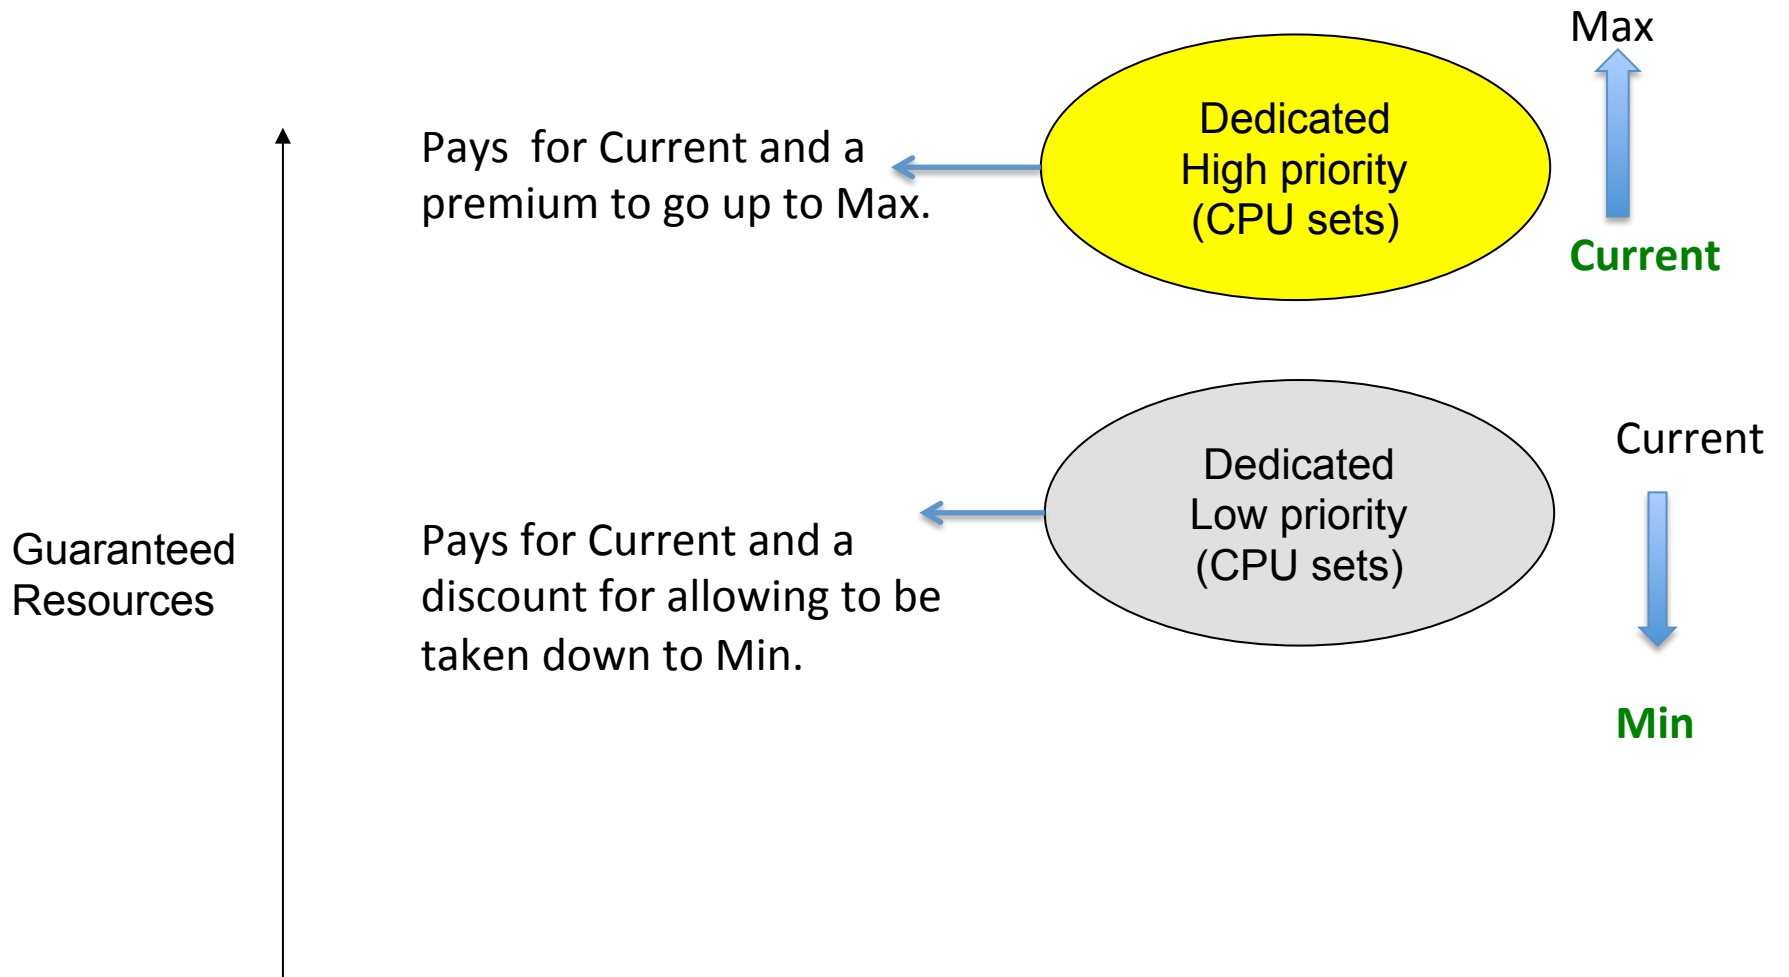 Max
Dedicated
High priority
(CPU sets)
Pays  for Current and a
premium to go up to Max.
Current
Current
Dedicated
Low priority
(CPU sets)
Pays for Current and a
discount for allowing to be
taken down to Min.
Guaranteed
Resources
Min